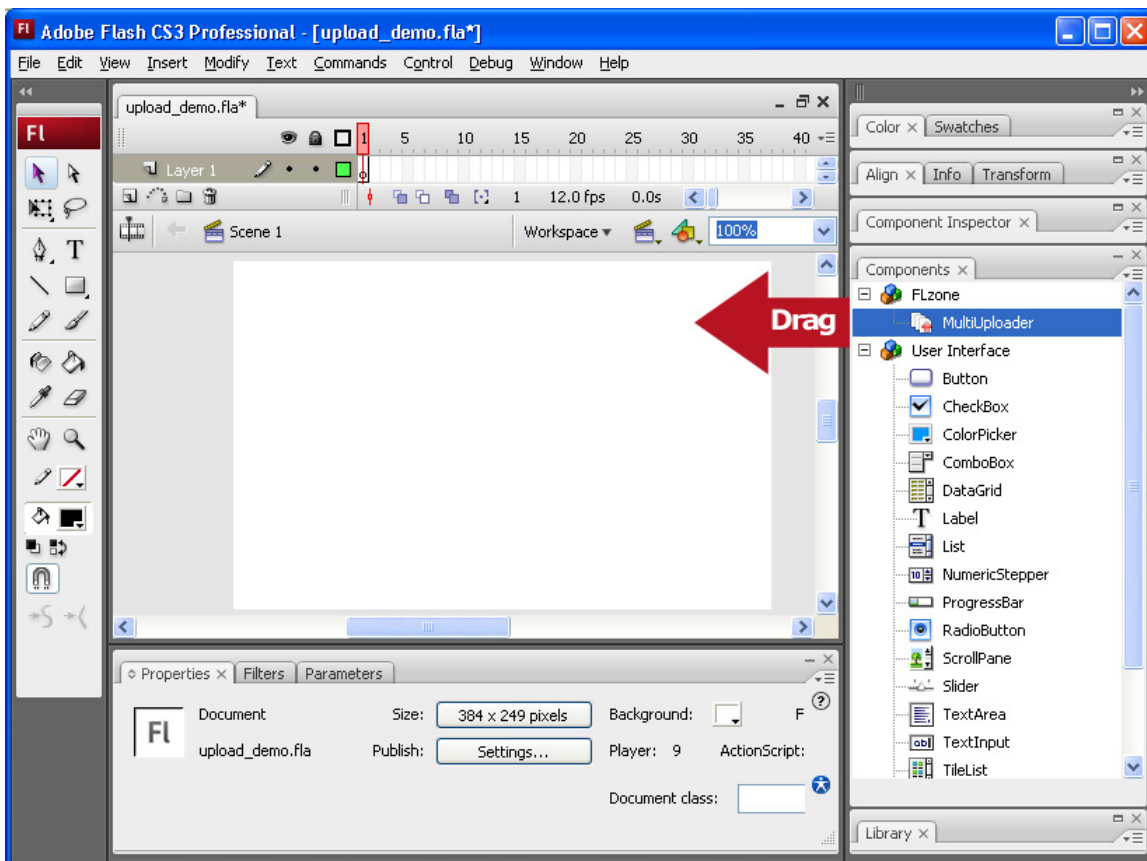 Adobe Flash CS3 Professional - [upload_demo.fla*]
File Edit View Insert Modify Text Commands Control Debug Window Help
upload_demo.fla*
Fl
1 5 10 15 20 25 30 35 40
Layer 1
1 12.0 fps 0.0s
Scene 1 Workspace 100%
Drag
Properties Filters Parameters
Fl
Document Size: 384 x 249 pixels Background: F
upload_demo.fla Publish: Settings... Player: 9 ActionScript:
Document class:
Color Swatches
Align Info Transform
Component Inspector
Components
FLzone
MultiUploader
User Interface
Button
CheckBox
ColorPicker
ComboBox
DataGrid
Label
List
NumericStepper
ProgressBar
RadioButton
ScrollPane
Slider
TextArea
TextInput
TileList
Library